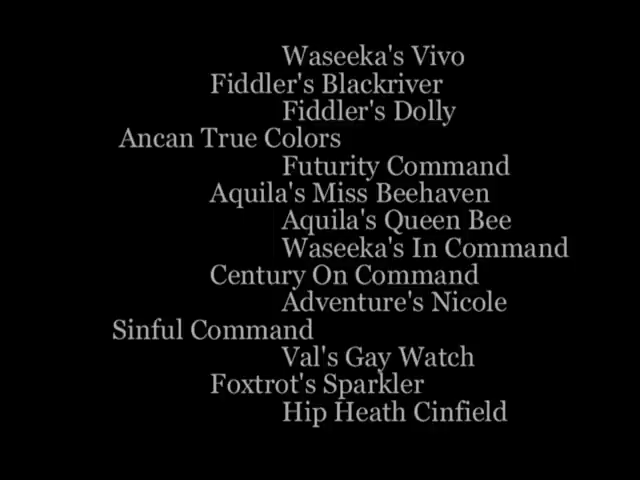 Waseeka's Vivo
Fiddler's Blackriver
Fiddler's Dolly
Ancan True Colors
Futurity Command
Aquila's Miss Beehaven
Aquila's Queen Bee
Waseeka's In Command
Century On Command
Adventure's Nicole
Sinful Command
Val's Gay Watch
Foxtrot's Sparkler
Hip Heath Cinfield